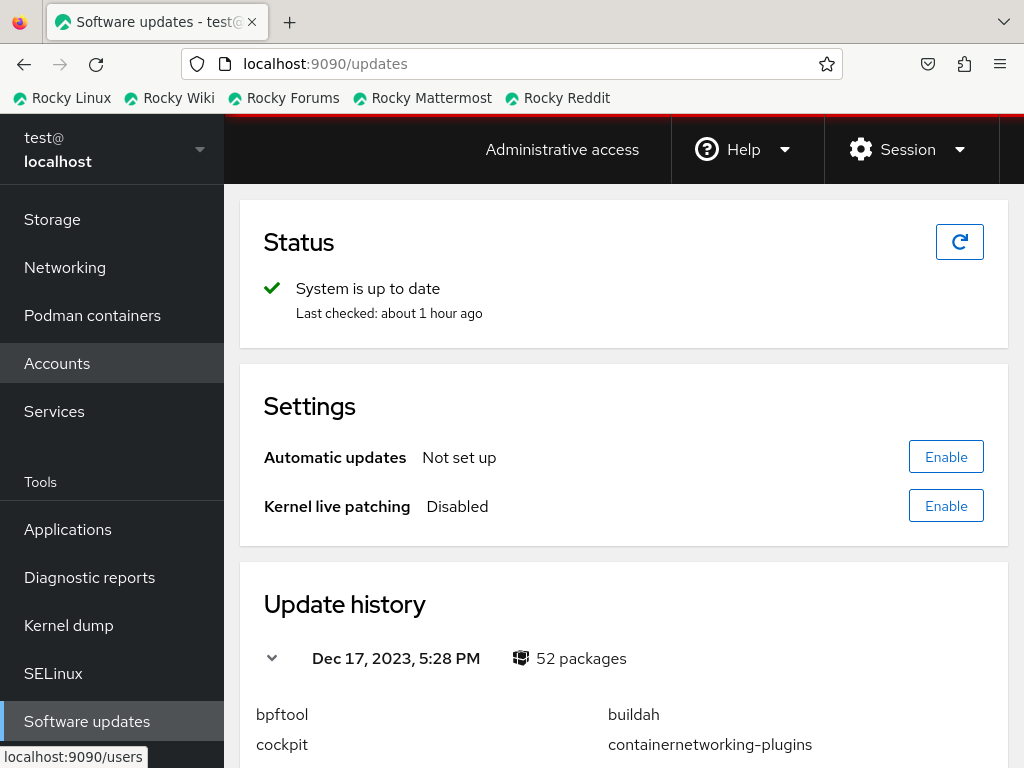 Software updates - test@
localhost:9090/updates
Rocky Linux
Rocky Wiki
Rocky Forums
Rocky Mattermost
Rocky Reddit
test@
localhost
Administrative access
Help
Session
Storage
Networking
Podman containers
Accounts
Services
Tools
Applications
Diagnostic reports
Kernel dump
SELinux
Software updates
localhost:9090/users
Status
System is up to date
Last checked: about 1 hour ago
Settings
Automatic updates Not set up Enable
Kernel live patching Disabled Enable
Update history
Dec 17, 2023, 5:28 PM 52 packages
bpftool buildah
cockpit containernetworking-plugins